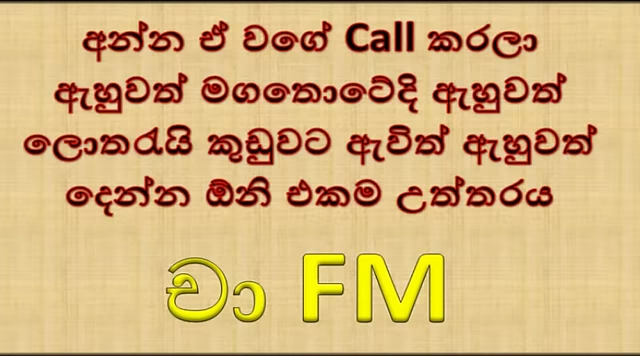 අන්න ඒ වගේ Call කරලා
ඇහුවත් මගතොටේදි ඇහුවත්
ලොතරැයි කුඩුවට ඇවිත් ඇහුවත්
දෙන්න ඕනි එකම උත්තරය
වා FM